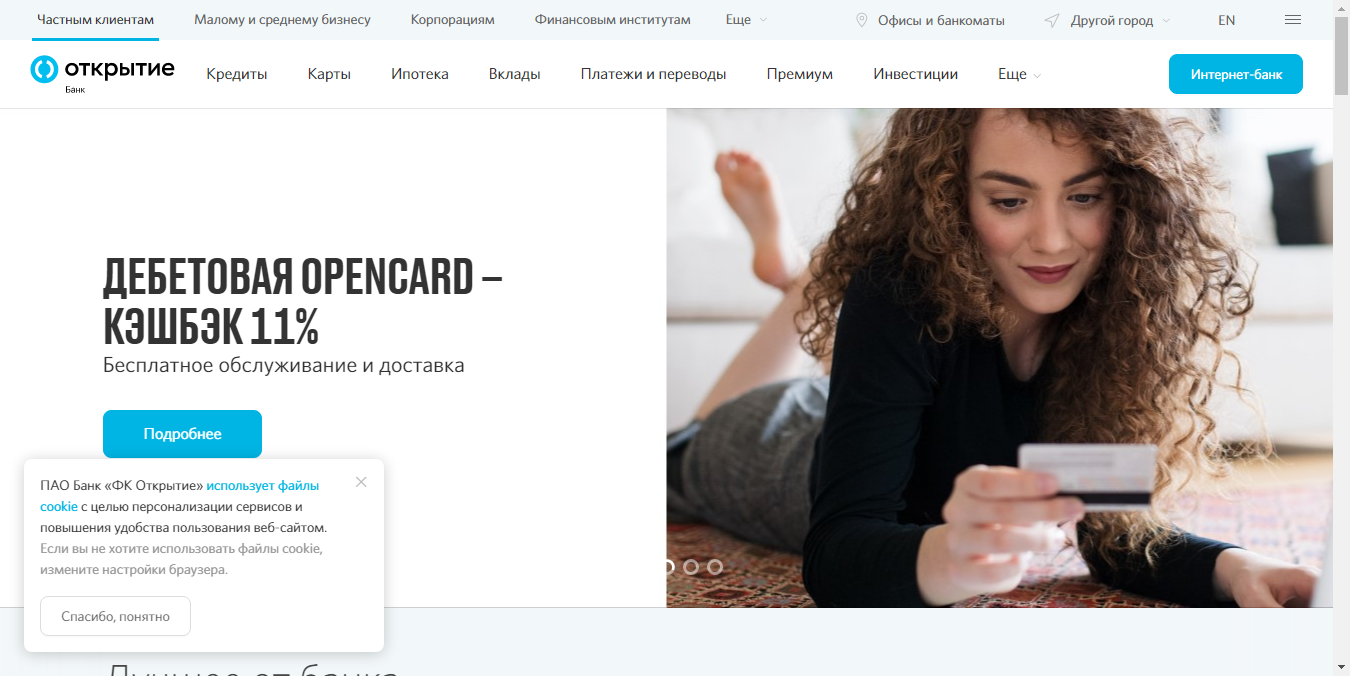 Частным клиентам Малому и среднему бизнесу Корпорациям Финансовым институтам Еще Офисы и банкоматы Другой город EN
открытие
Банк
Кредиты Карты Ипотека Вклады Платежи и переводы Премиум Инвестиции Еще Интернет-банк
ДЕБЕТОВАЯ OPENCARD –
КЭШБЭК 11%
Бесплатное обслуживание и доставка
Подробнее
ПАО Банк «ФК Открытие» использует файлы
cookie с целью персонализации сервисов и
повышения удобства пользования веб-сайтом.
Если вы не хотите использовать файлы cookie,
измените настройки браузера.
Спасибо, понятно
Лучшее от банка